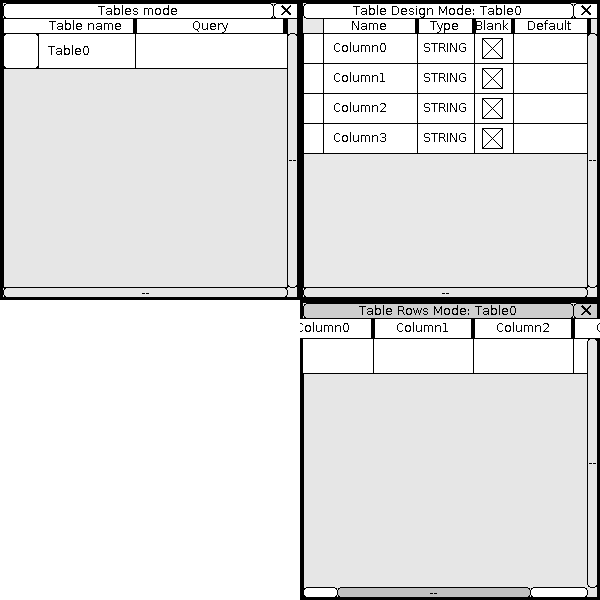 Tables mode
Table name Query
Table0
--
--
Table Design Mode: Table0
Name Type Blank Default
Column0 STRING
Column1 STRING
Column2 STRING
Column3 STRING
--
--
Table Rows Mode: Table0
Column1 Column2
--
--